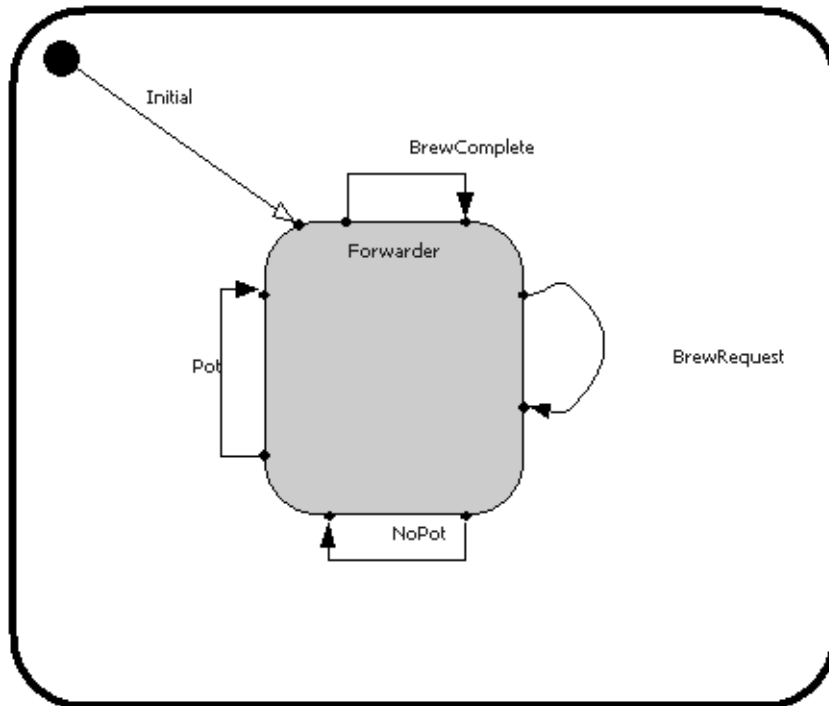 Initial
BrewComplete
Forwarder
Pot
BrewRequest
NoPot